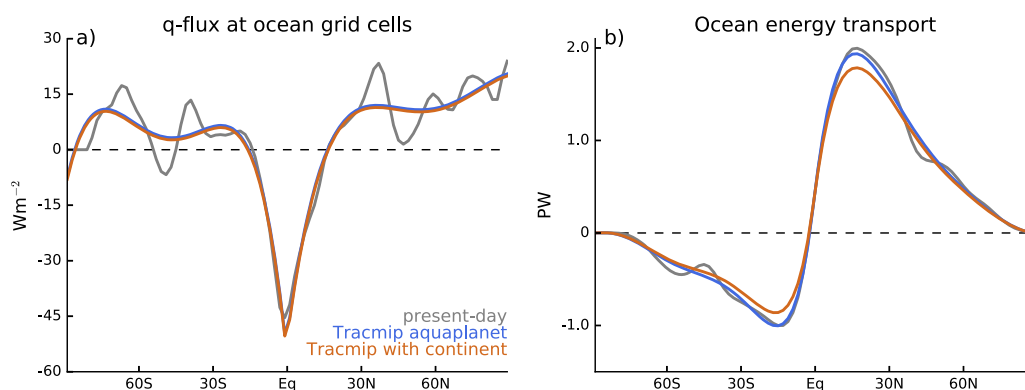 q-flux at ocean grid cells
a)
30
15
0
-15
-30
-45
-60
Wm⁻²
60S 30S Eq 30N 60N
present-day
Tracmip aquaplanet
Tracmip with continent
Ocean energy transport
b)
2.0
1.0
0
-1.0
PW
60S 30S Eq 30N 60N